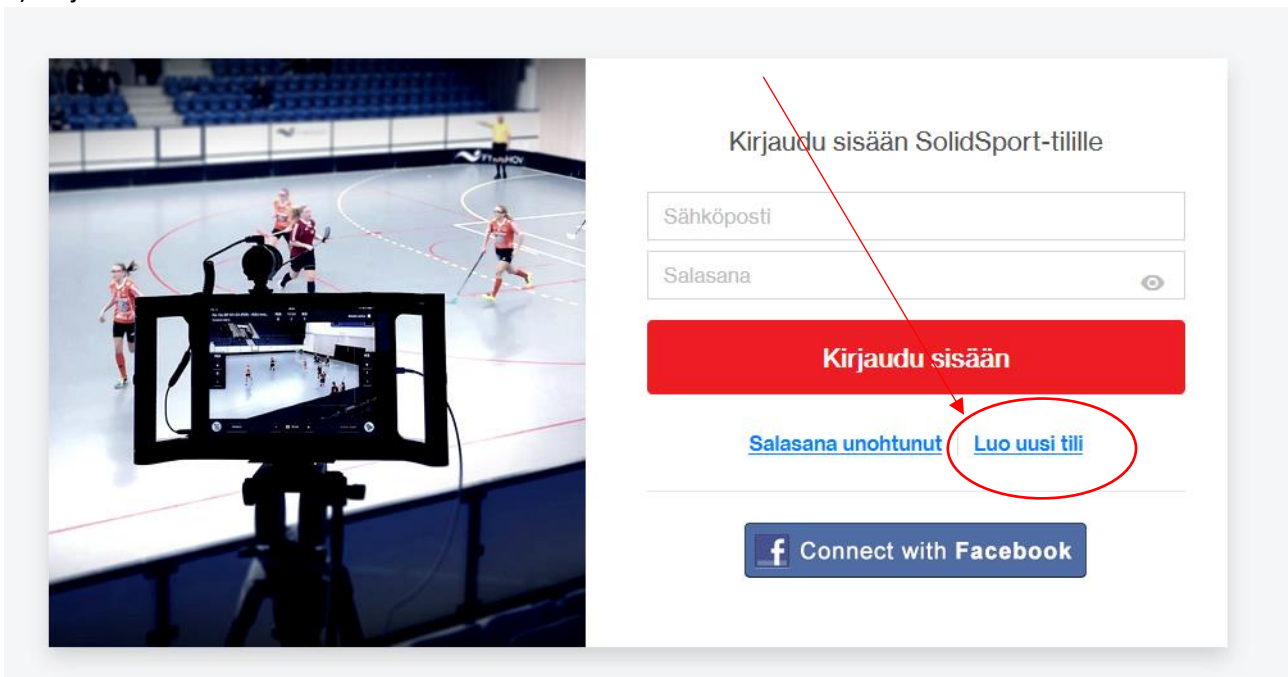 Kirjaudu sisään SolidSport-tilille
Sähköposti
Salasana
Kirjaudu sisään
Salasana unohtunut
Luo uusi tili
f Connect with Facebook